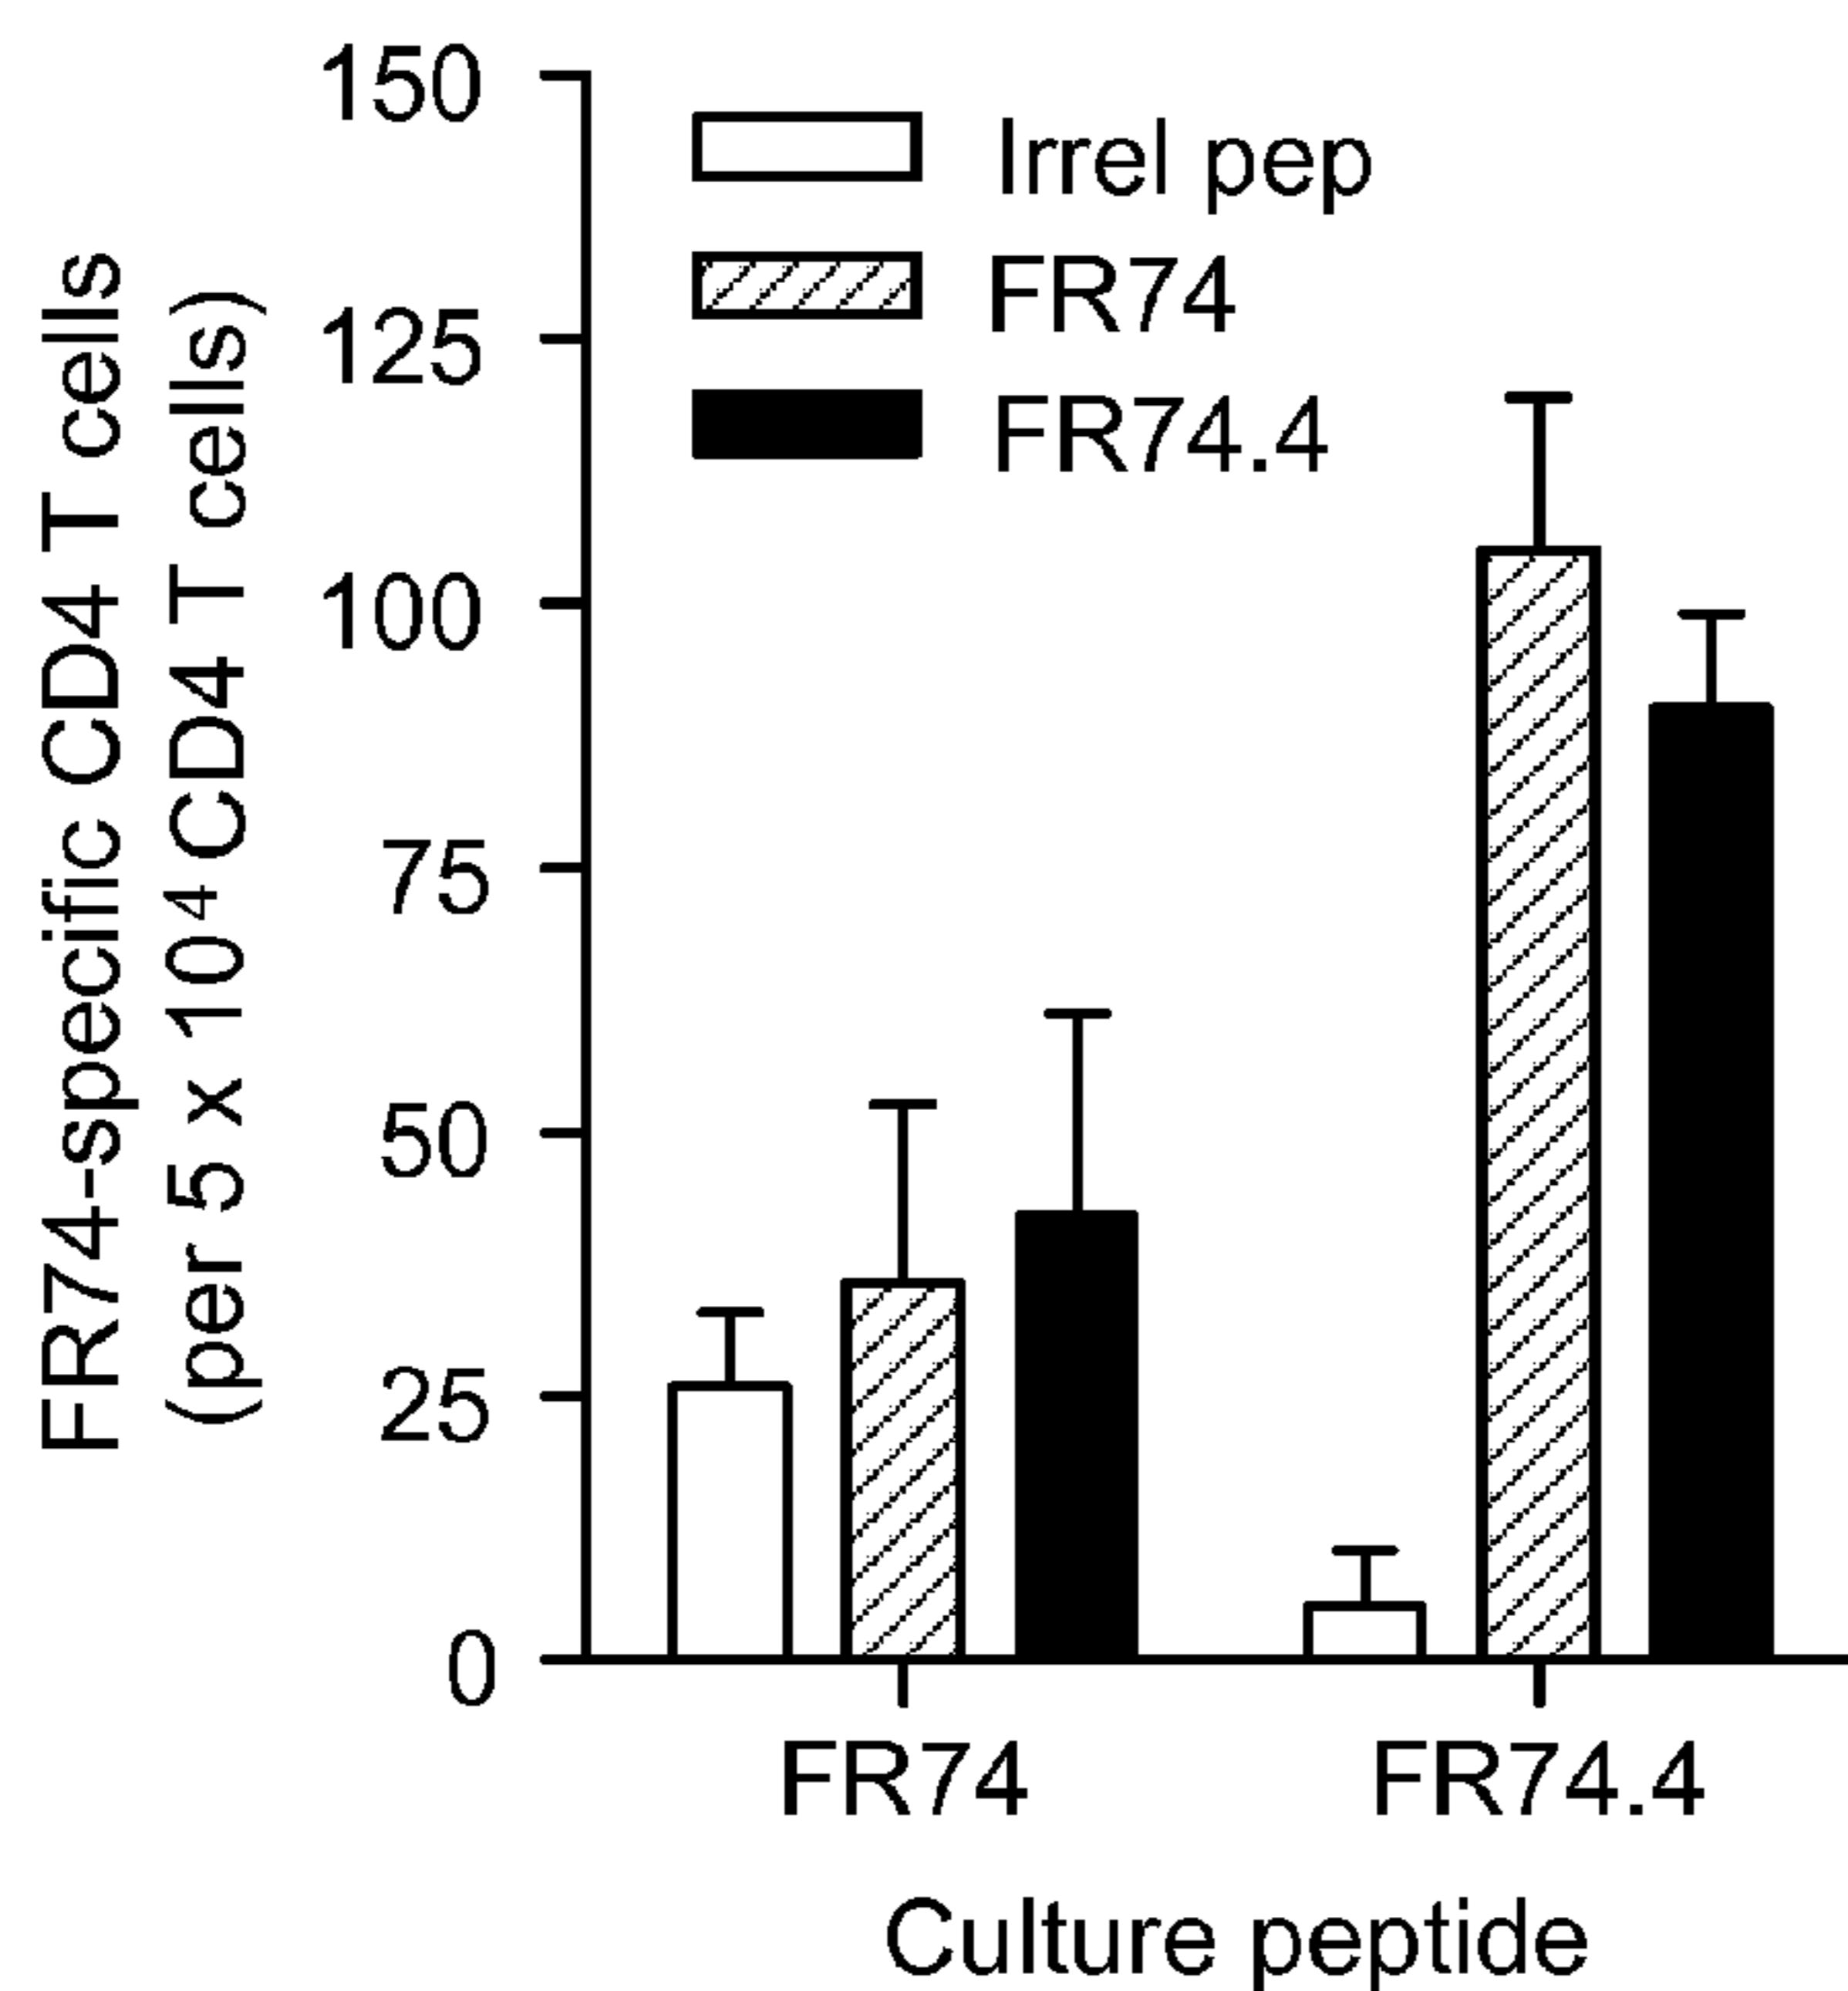 FR74-specific CD4 T cells
(per 5 x 10⁴ CD4 T cells)
150
125
100
75
50
25
0
Irrel pep
FR74
FR74.4
FR74
FR74.4
Culture peptide